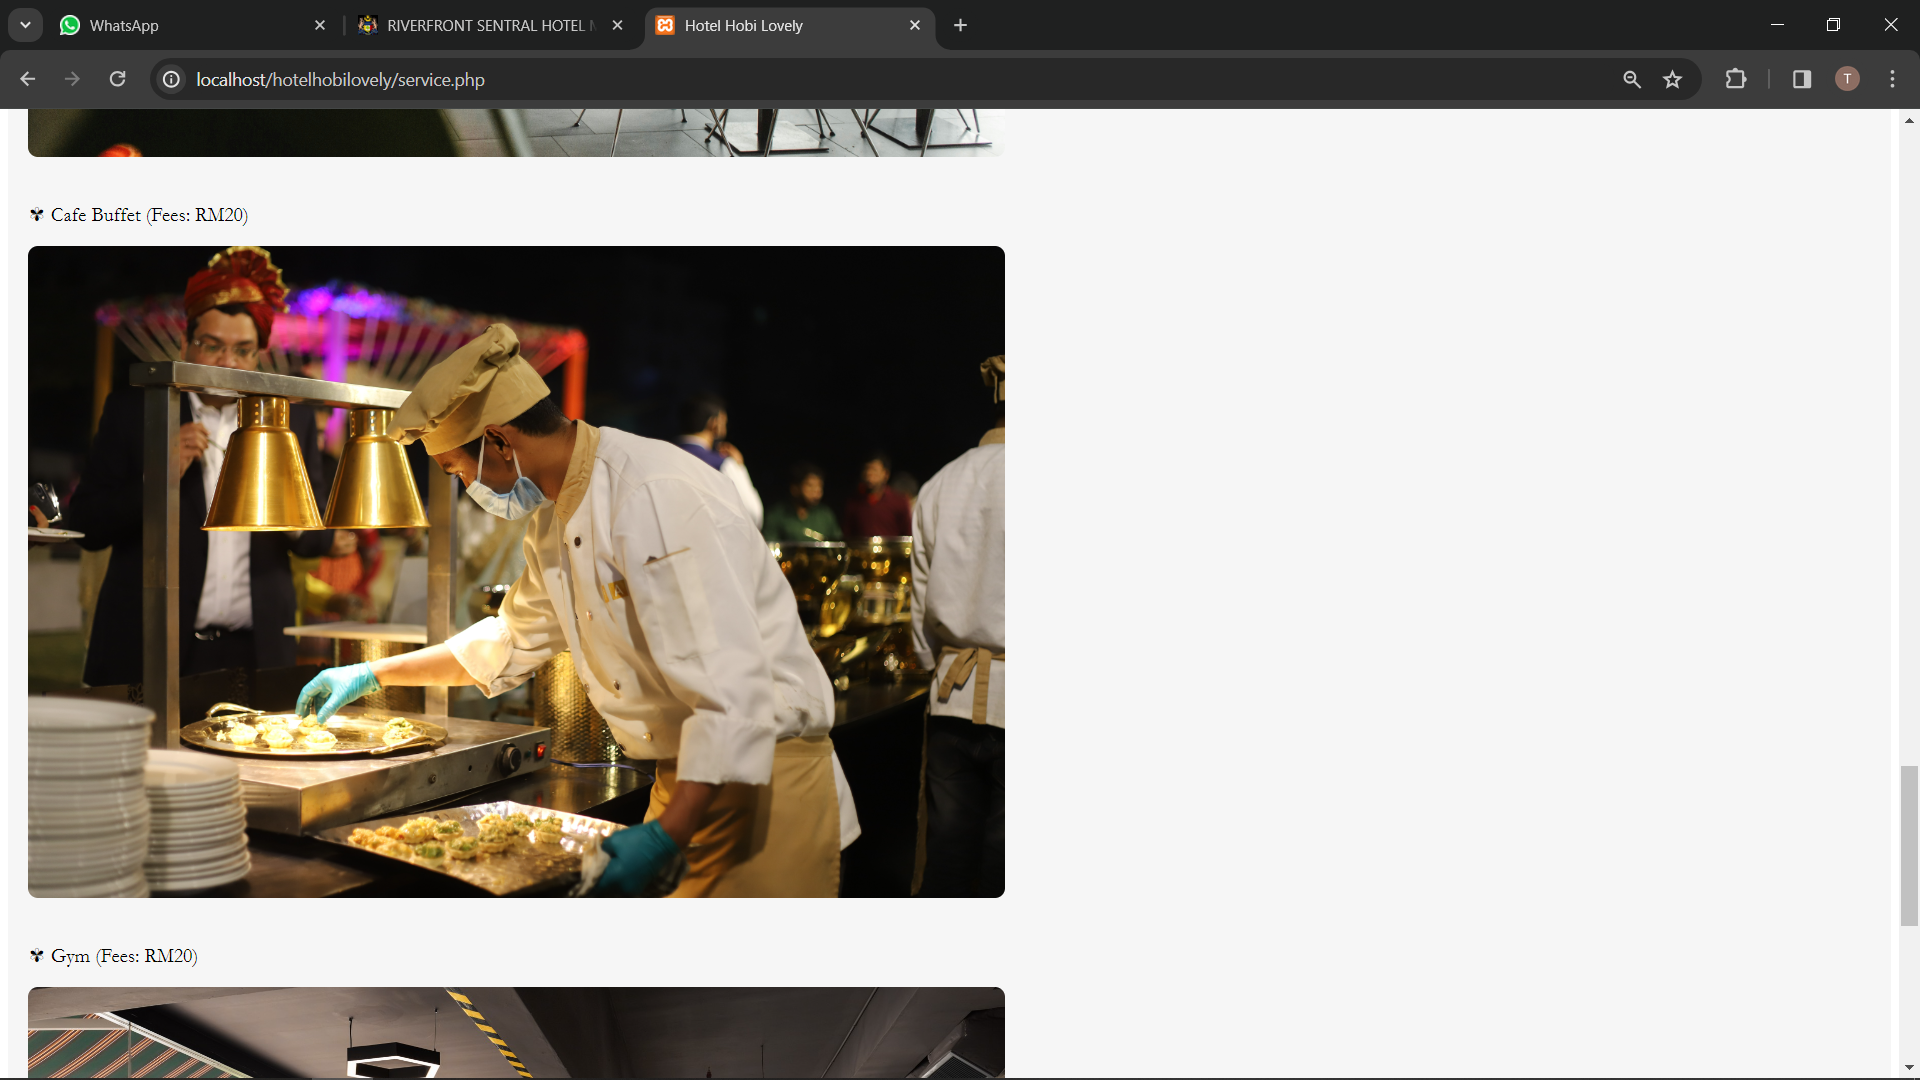 WhatsApp
RIVERFRONT SENTRAL HOTEL
Hotel Hobi Lovely
localhost/hotelhobilovely/service.php
T
Cafe Buffet (Fees: RM20)
Gym (Fees: RM20)